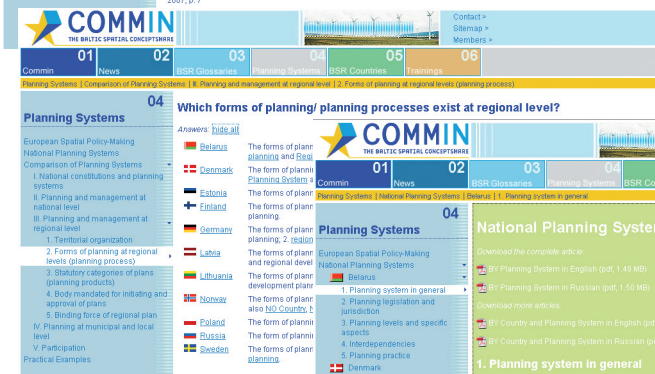 2007, p. 7
COMMIN
THE BALTIC SPATIAL CONCEPTSHARE
Contact >
Sitemap >
Members >
01 Commin
02 News
03 BSR Glossaries
04 Planning Systems
05 BSR Countries
06 Trainings
Planning Systems | Comparison of Planning Systems | III. Planning and management at regional level | 2. Forms of planning at regional levels (planning process)
04
Planning Systems
European Spatial Policy-Making
National Planning Systems
Comparison of Planning Systems
I. National constitutions and planning
systems
II. Planning and management at
national level
III. Planning and management at
regional level
1. Territorial organization
2. Forms of planning at regional
levels (planning process)
3. Statutory categories of plans
(planning products)
4. Body mandated for initiating and
approval of plans
5. Binding force of regional plan
IV. Planning at municipal and local
level
V. Participation
Practical Examples
Which forms of planning/ planning processes exist at regional level?
Answers: hide all
Belarus The forms of plann
planning and Regi
Denmark The form of plannin
Planning System a
Estonia The forms of plann
Finland The forms of plann
planning.
Germany The forms of plann
planning; 2. region
Latvia The forms of plann
and regional devel
Lithuania The forms of plann
development plan
Norway The forms of plann
also NO Country, N
Poland The forms of plann
Russia The forms of plann
Sweden The forms of plann
planning.
COMMIN
THE BALTIC SPATIAL CONCEPTSHARE
01 Commin
02 News
03 BSR Glossaries
04 Planning Systems
BSR Co
Planning Systems | National Planning Systems | Belarus | 1. Planning system in general
04
Planning Systems
European Spatial Policy-Making
National Planning Systems
Belarus
1. Planning system in general
2. Planning legislation and
jurisdiction
3. Planning levels and specific
aspects
4. Interdependencies
5. Planning practice
Denmark
National Planning Syste
Download the complete article:
BY Planning System in English (pdf, 1.49 MB)
BY Planning System in Russian (pdf, 1.50 MB)
Download more articles:
BY Country and Planning System in English (pd
BY Country and Planning System in Russian (p
1. Planning system in general